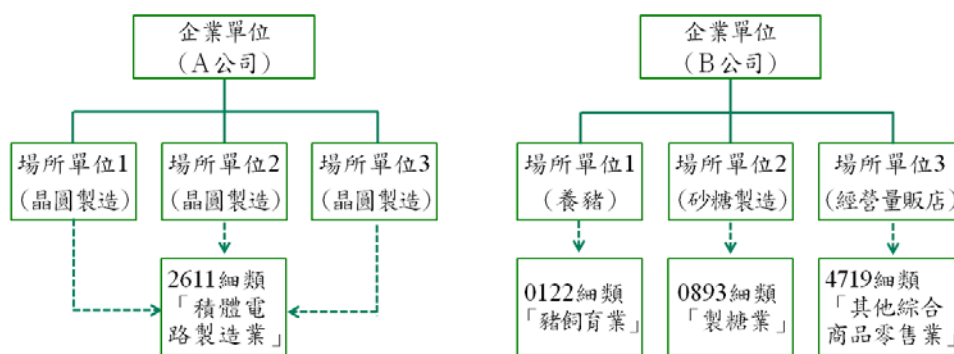 企業單位
（A公司）
企業單位
（B公司）
場所單位1
(晶圓製造)
場所單位2
(晶圓製造)
場所單位3
(晶圓製造)
場所單位1
(養豬)
場所單位2
(砂糖製造)
場所單位3
(經營量販店)
2611細類
「積體電
路製造業」
0122細類
「豬飼育業」
0893細類
「製糖業」
4719細類
「其他綜合
商品零售業」